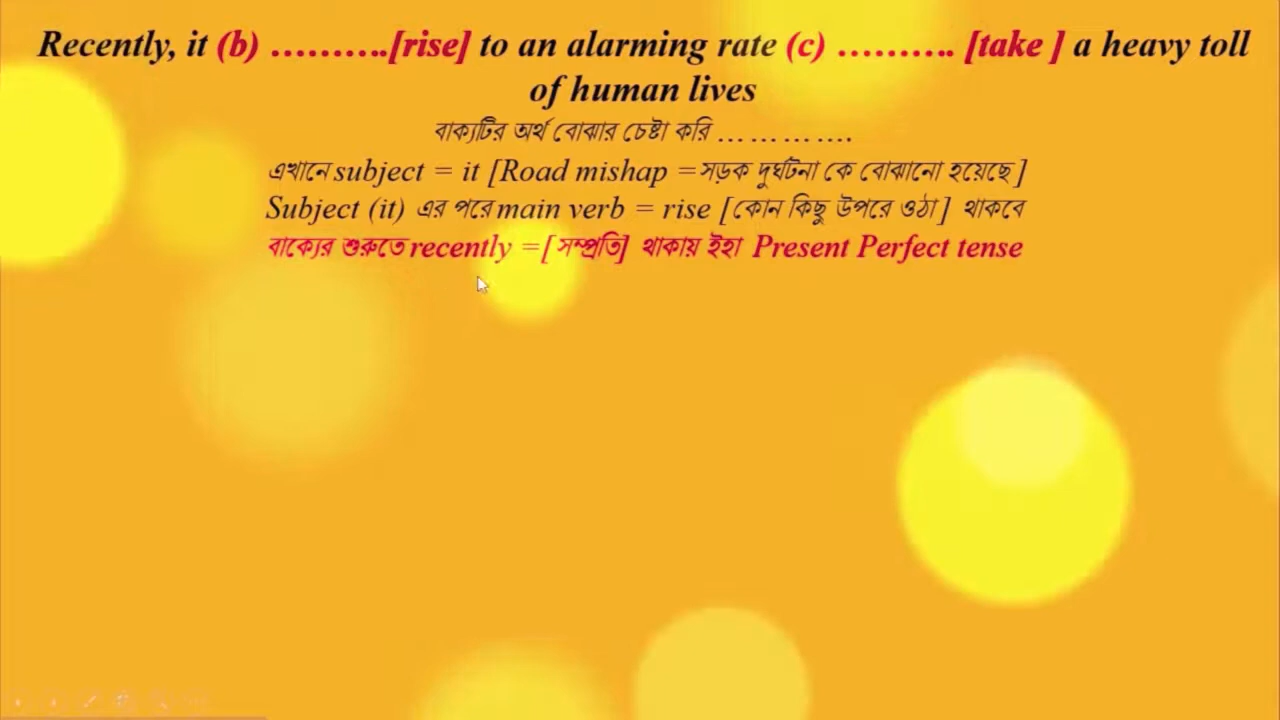 Recently, it (b) ……….[rise] to an alarming rate (c) ………. [take ] a heavy toll
of human lives
বাক্যটির অর্থ বোঝার চেষ্টা করি … … … ….
এখানে subject = it [Road mishap =সড়ক দুর্ঘটনা কে বোঝানো হয়েছে]
Subject (it) এর পরে main verb = rise [কোন কিছু উপরে ওঠা] থাকবে
বাক্যের শুরুতে recently =[সম্প্রতি] থাকায় ইহা Present Perfect tense